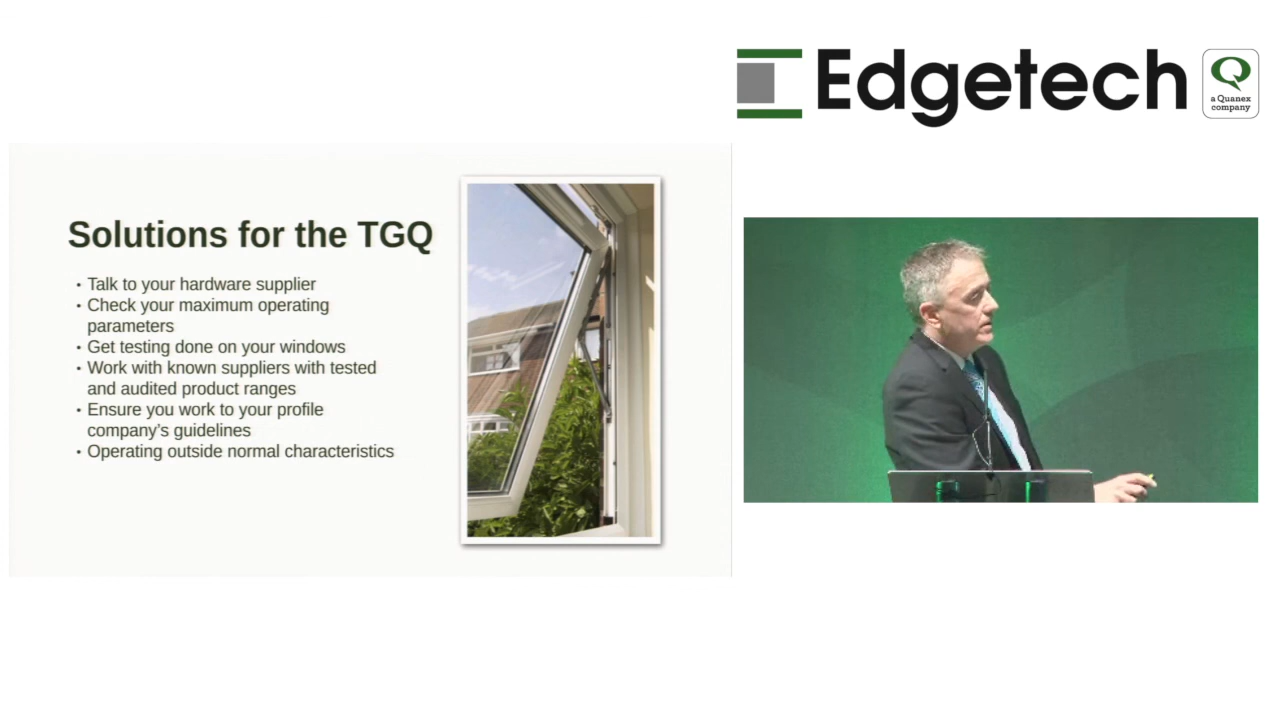 Edgetech
a Quanex
company
Solutions for the TGQ
• Talk to your hardware supplier
• Check your maximum operating
parameters
• Get testing done on your windows
• Work with known suppliers with tested
and audited product ranges
• Ensure you work to your profile
company's guidelines
• Operating outside normal characteristics